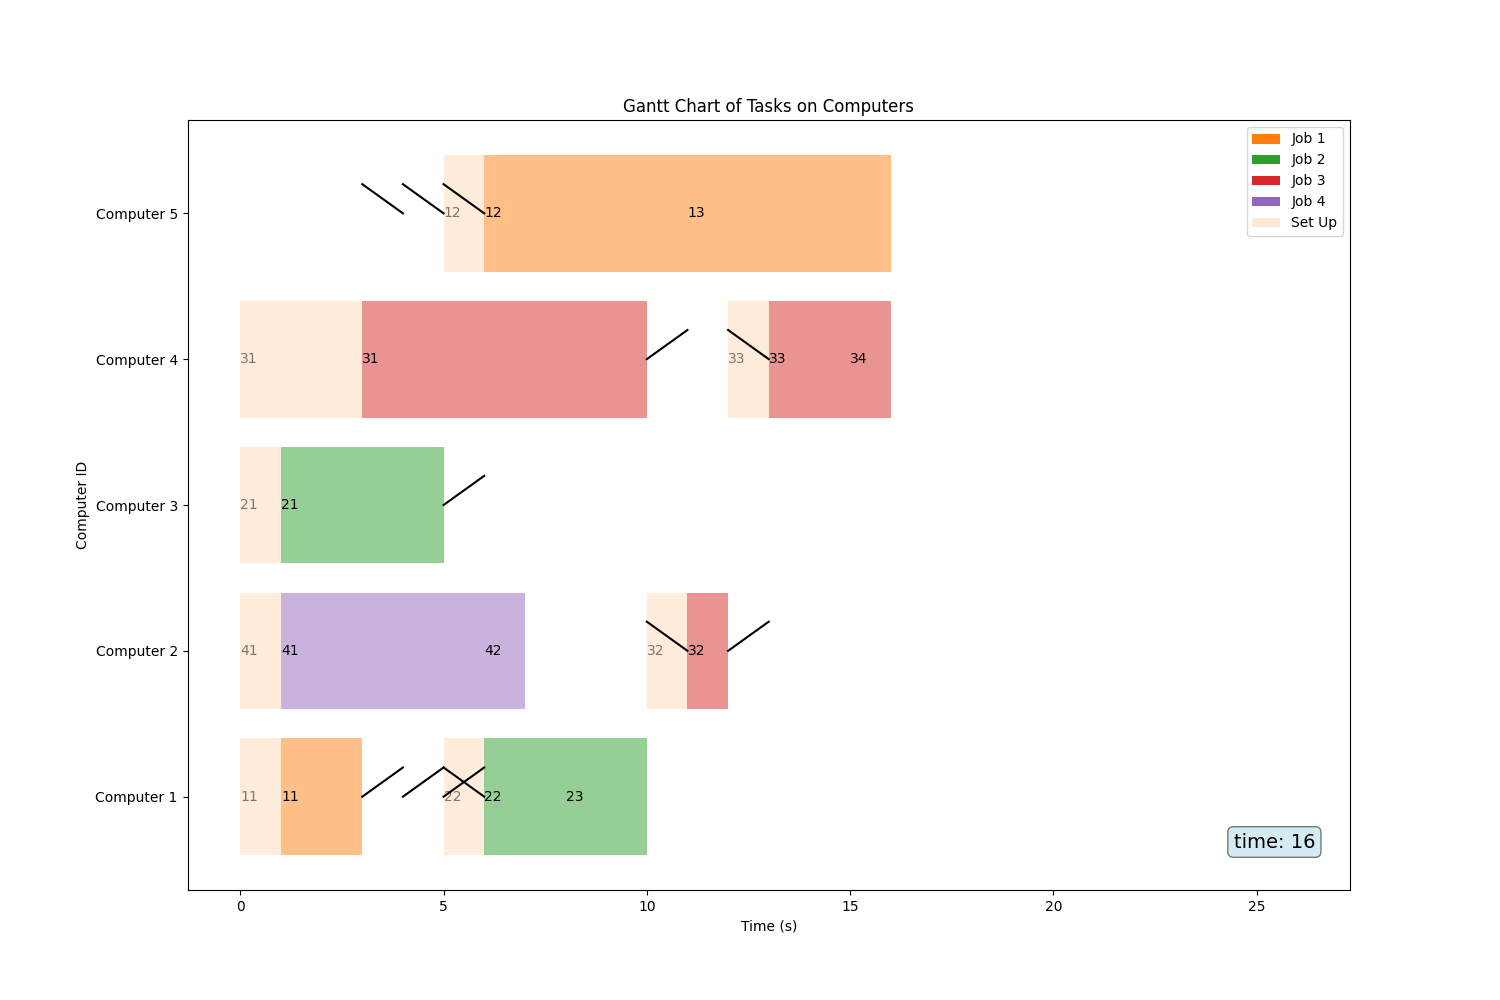 Gantt Chart of Tasks on Computers
Job 1
Job 2
Job 3
Job 4
Set Up
Computer 5
12
12
13
Computer 4
31
31
33
33
34
Computer 3
21
21
Computer ID
Computer 2
41
41
42
32
32
Computer 1
11
11
22
22
23
time: 16
0
5
10
15
20
25
Time (s)